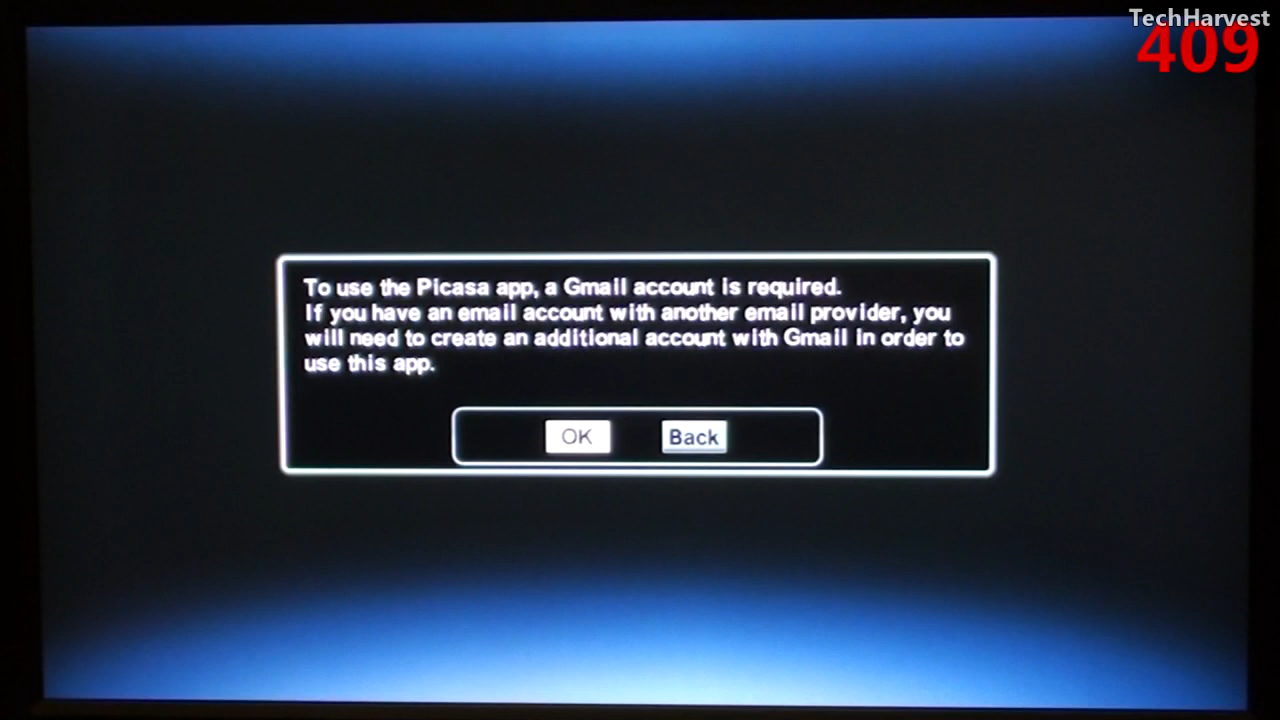 TechHarvest
409
To use the Picasa app, a Gmail account is required.
If you have an email account with another email provider, you
will need to create an additional account with Gmail in order to
use this app.
OK
Back